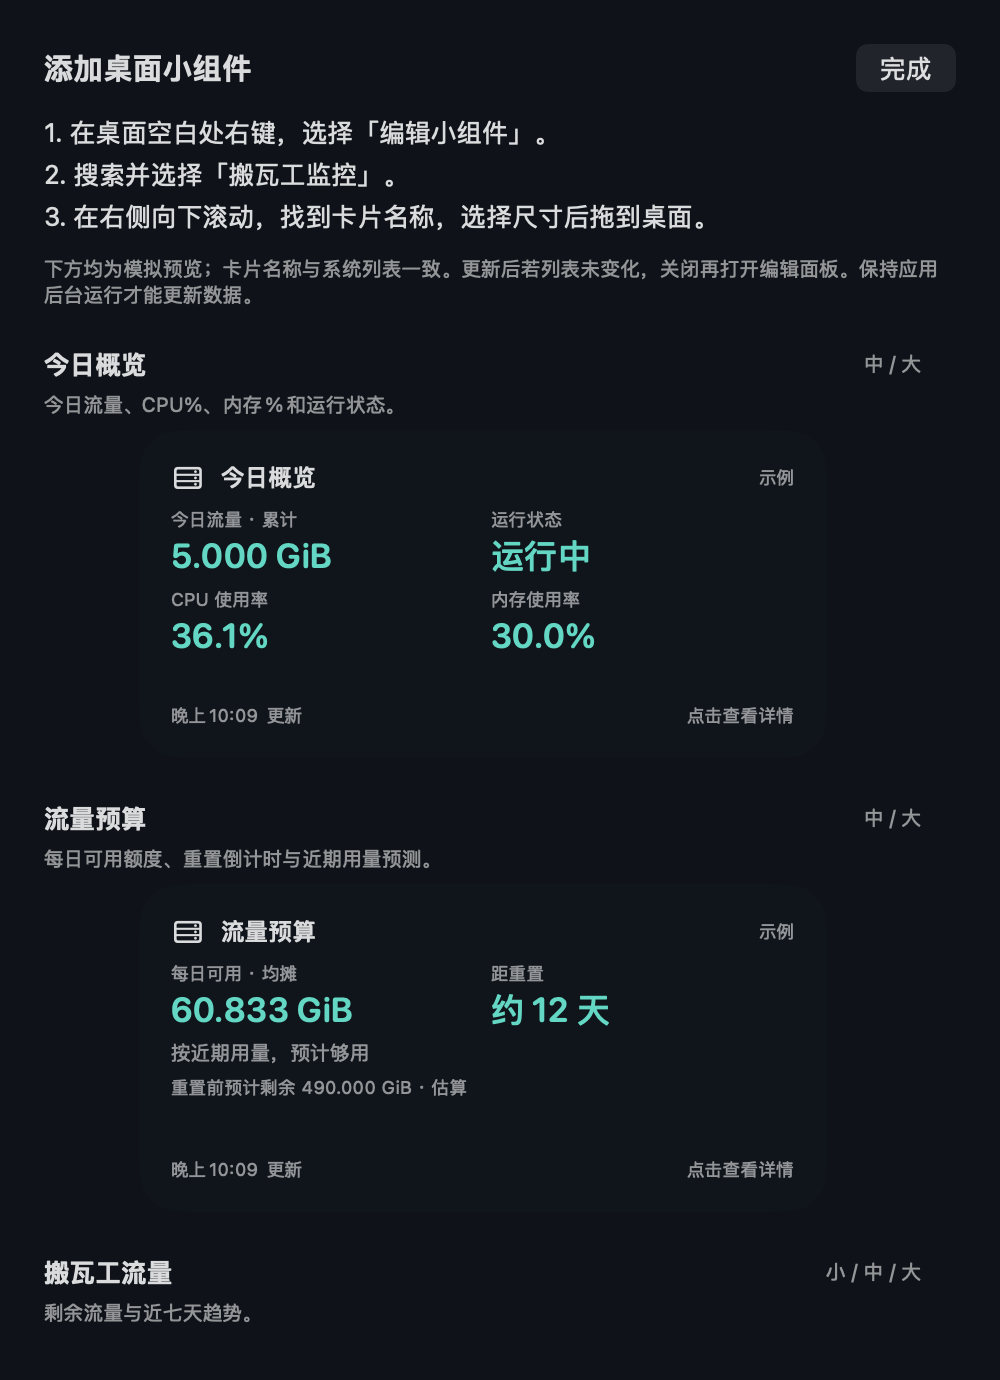 添加桌面小组件
完成
1. 在桌面空白处右键，选择「编辑小组件」。
2. 搜索并选择「搬瓦工监控」。
3. 在右侧向下滚动，找到卡片名称，选择尺寸后拖到桌面。
下方均为模拟预览；卡片名称与系统列表一致。更新后若列表未变化，关闭再打开编辑面板。保持应用
后台运行才能更新数据。
今日概览
中 / 大
今日流量、CPU%、内存%和运行状态。
今日概览
示例
今日流量 · 累计
运行状态
5.000 GiB
运行中
CPU 使用率
内存使用率
36.1%
30.0%
晚上10:09 更新
点击查看详情
流量预算
中 / 大
每日可用额度、重置倒计时与近期用量预测。
流量预算
示例
每日可用 · 均摊
距重置
60.833 GiB
约 12 天
按近期用量，预计够用
重置前预计剩余 490.000 GiB · 估算
晚上10:09 更新
点击查看详情
搬瓦工流量
小 / 中 / 大
剩余流量与近七天趋势。